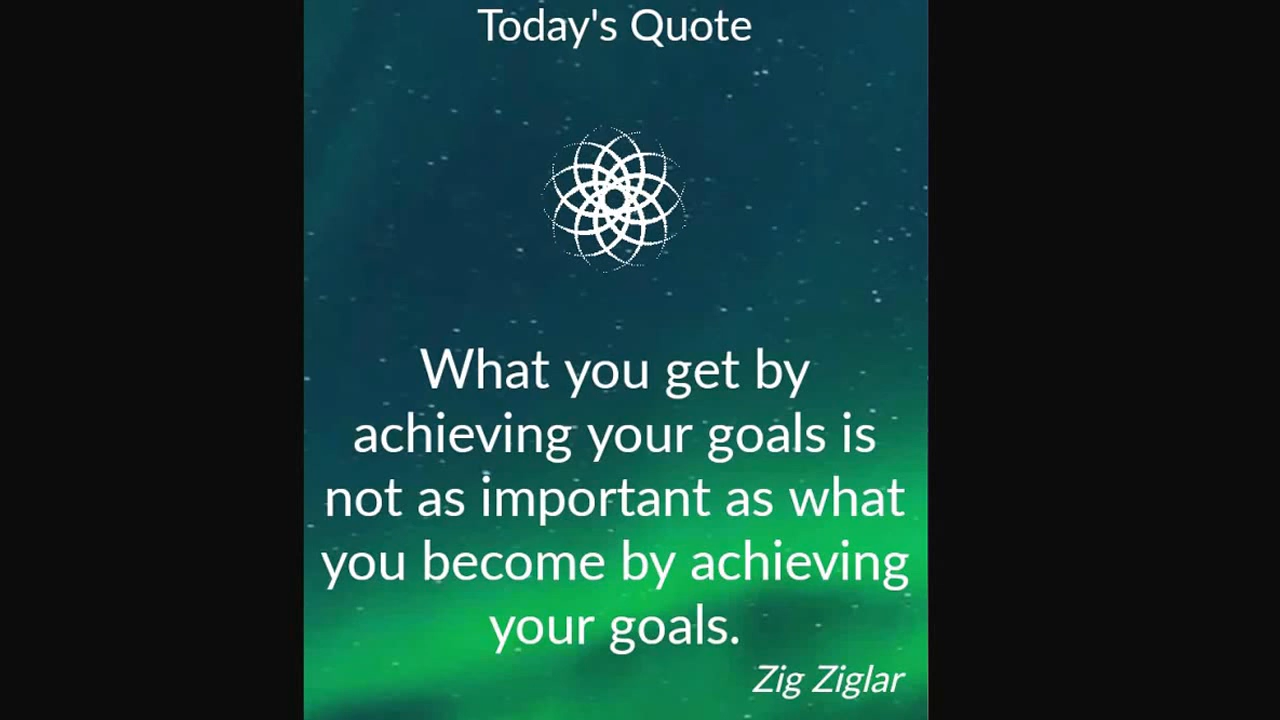 Today's Quote
What you get by
achieving your goals is
not as important as what
you become by achieving
your goals.
Zig Ziglar